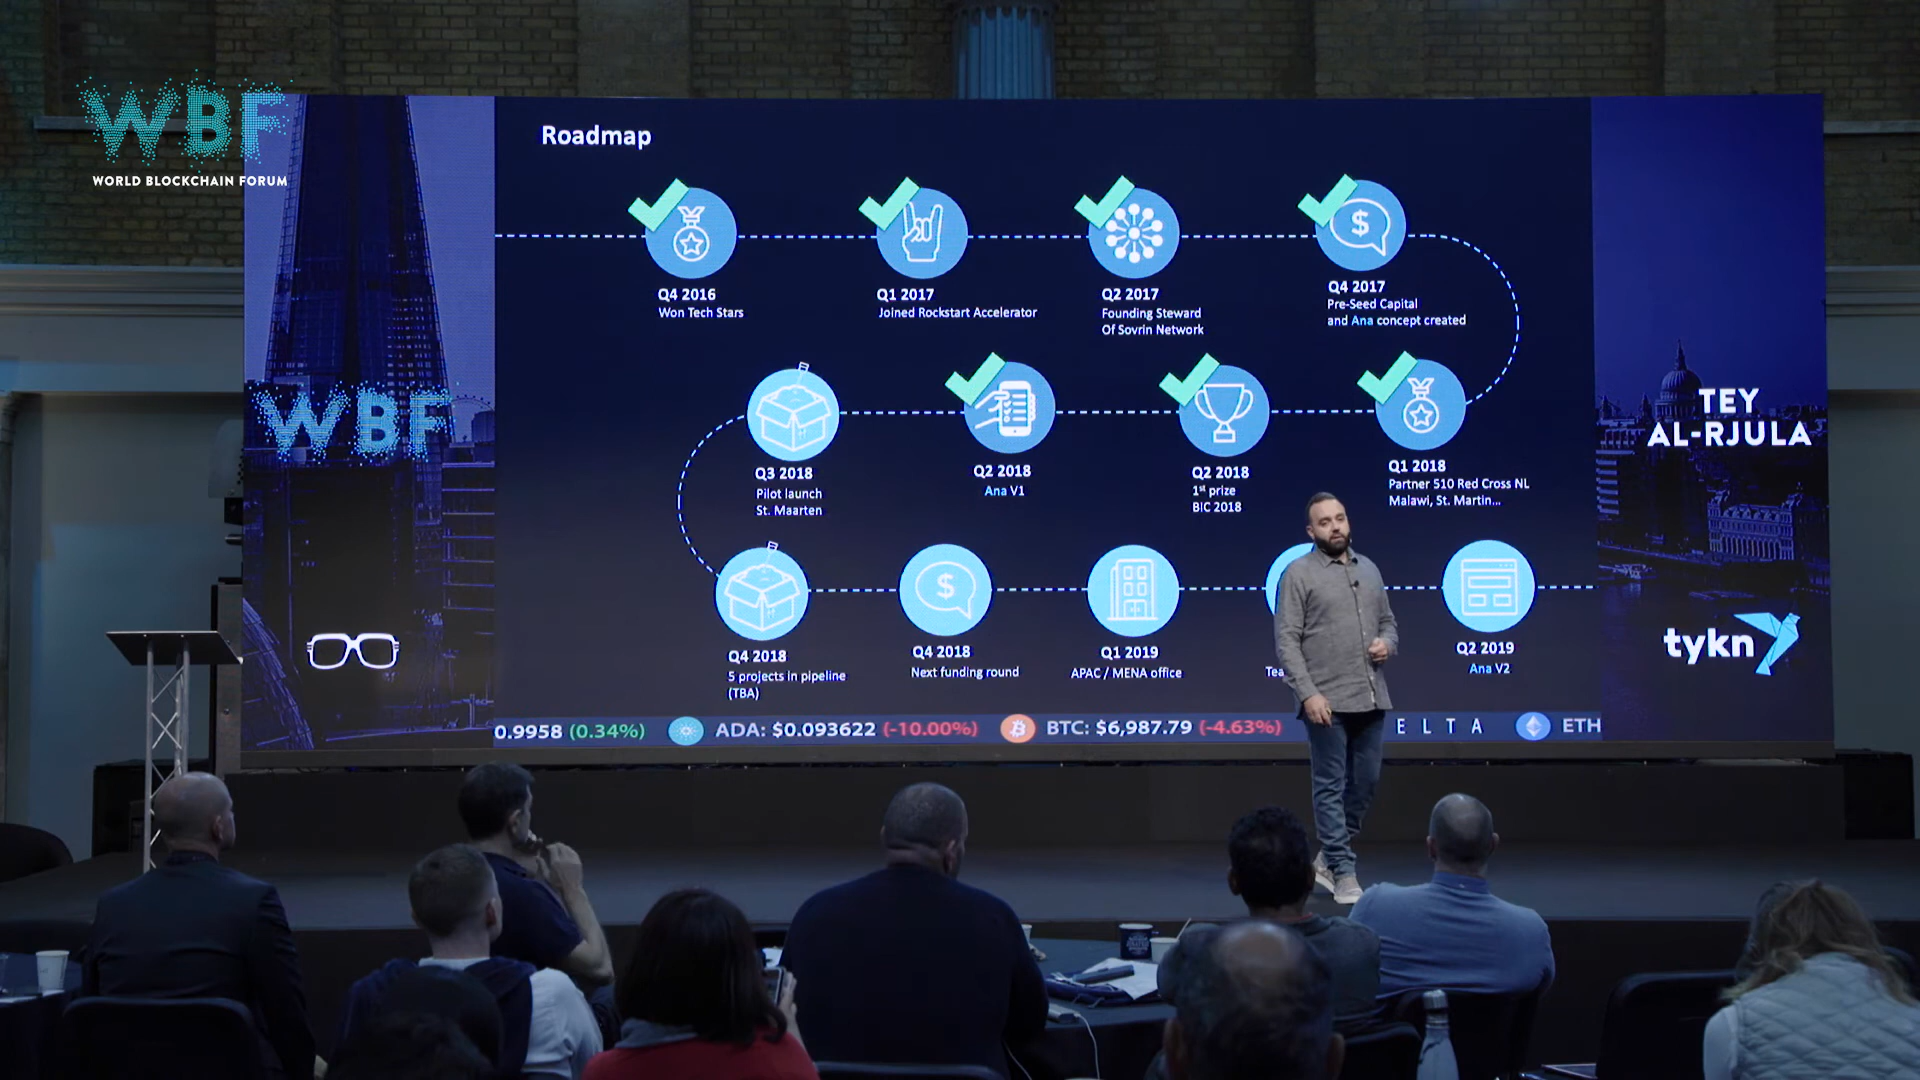 WBF
WORLD BLOCKCHAIN FORUM
WBF
Roadmap
Q4 2016
Won Tech Stars
Q1 2017
Joined Rockstart Accelerator
Q2 2017
Founding Steward
Of Sovrin Network
Q4 2017
Pre-Seed Capital
and Ana concept created
Q3 2018
Pilot launch
St. Maarten
Q2 2018
Ana V1
Q2 2018
1st prize
BIC 2018
Q1 2018
Partner 510 Red Cross NL
Malawi, St. Martin...
Q4 2018
5 projects in pipeline
(TBA)
Q4 2018
Next funding round
Q1 2019
APAC / MENA office
Q2 2019
Ana V2
0.9958 (0.34%) ADA: $0.093622 (-10.00%) BTC: $6,987.79 (-4.63%) ELTA ETH
TEY
AL-RJULA
tykn